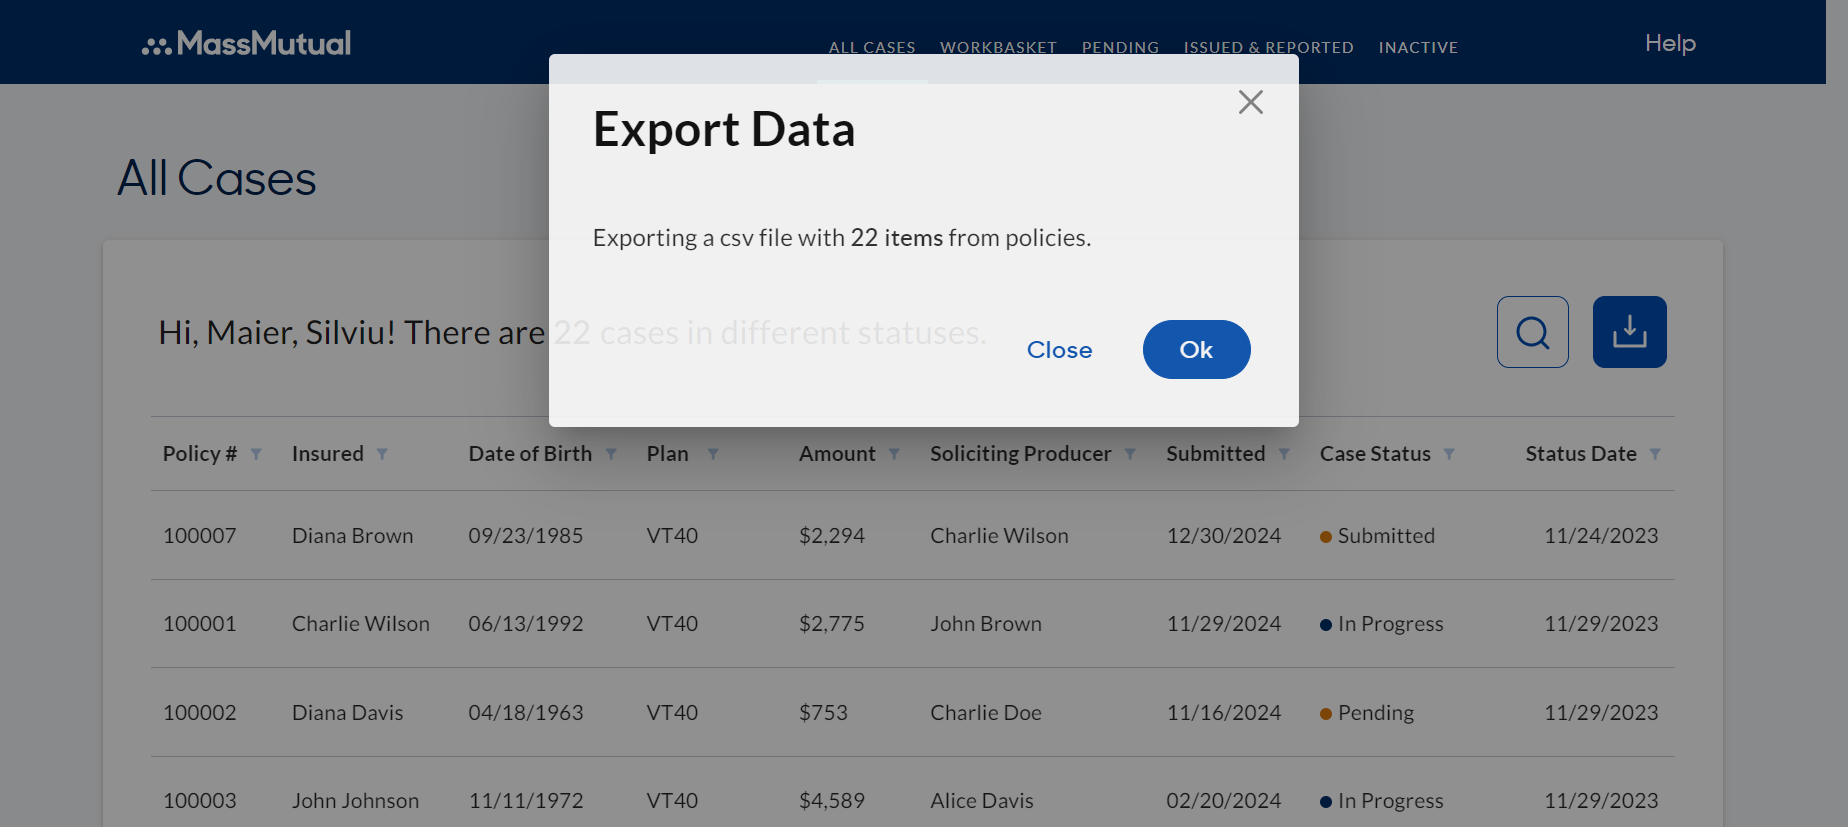 MassMutual
ALL CASES WORKBASKET PENDING ISSUED & REPORTED INACTIVE
Help
Export Data
All Cases
Exporting a csv file with 22 items from policies.
Hi, Maier, Silviu! There are 22 cases in different statuses.
Close Ok
Policy # Insured Date of Birth Plan Amount Soliciting Producer Submitted Case Status Status Date
100007 Diana Brown 09/23/1985 VT40 $2,294 Charlie Wilson 12/30/2024 Submitted 11/24/2023
100001 Charlie Wilson 06/13/1992 VT40 $2,775 John Brown 11/29/2024 In Progress 11/29/2023
100002 Diana Davis 04/18/1963 VT40 $753 Charlie Doe 11/16/2024 Pending 11/29/2023
100003 John Johnson 11/11/1972 VT40 $4,589 Alice Davis 02/20/2024 In Progress 11/29/2023